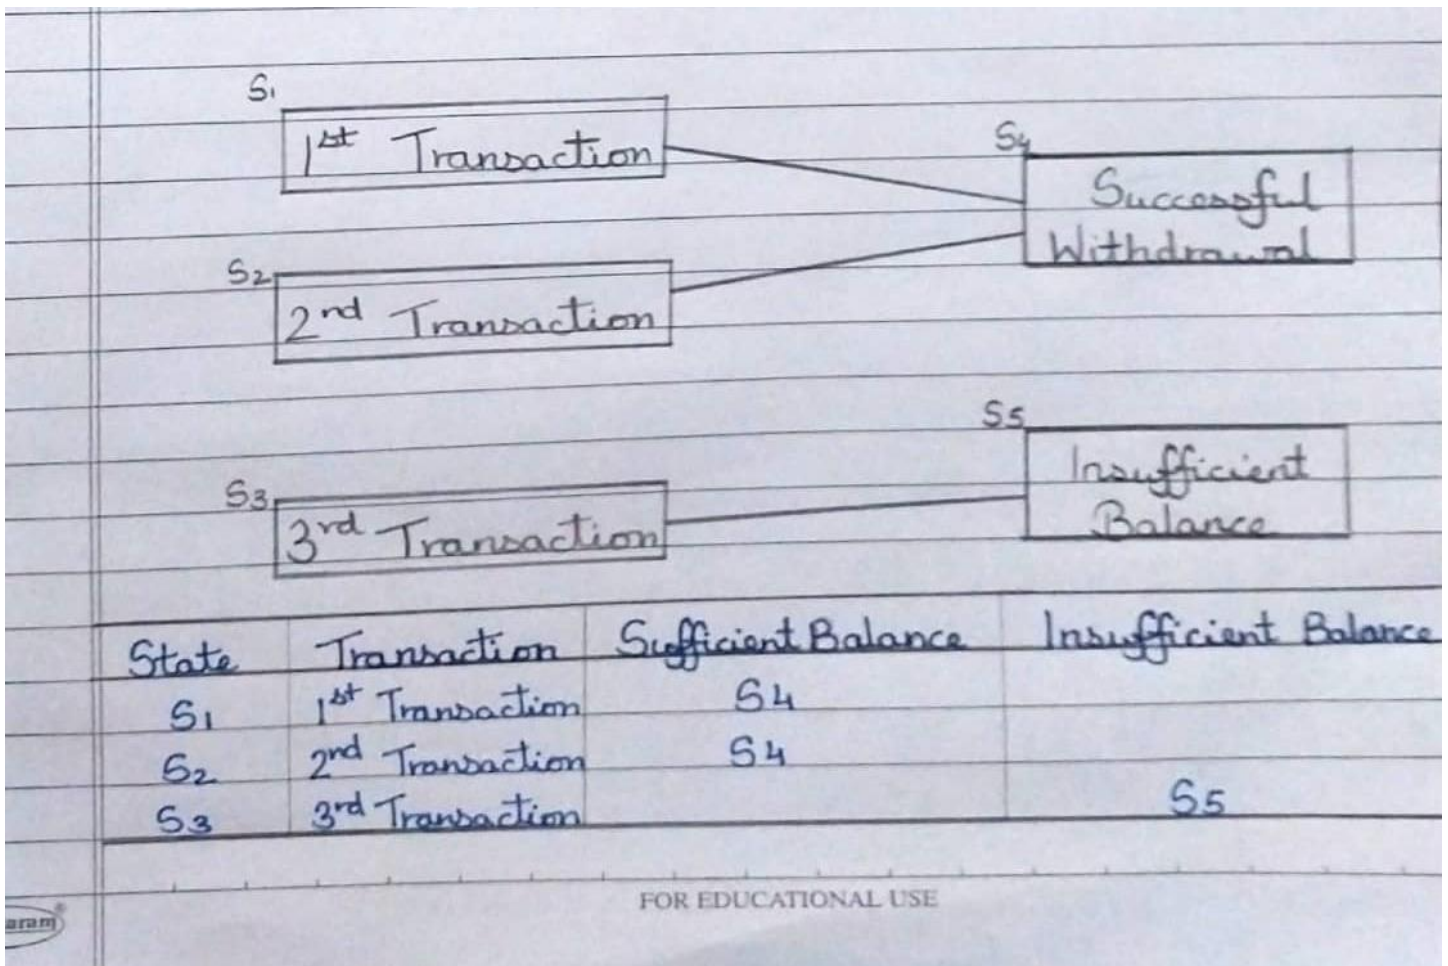 S1
1st Transaction
S4
Successful
Withdrawal
S2
2nd Transaction
S5
Insufficient
Balance
S3
3rd Transaction
State Transaction Sufficient Balance Insufficient Balance
S1 1st Transaction S4
S2 2nd Transaction S4
S3 3rd Transaction S5
FOR EDUCATIONAL USE
aram®